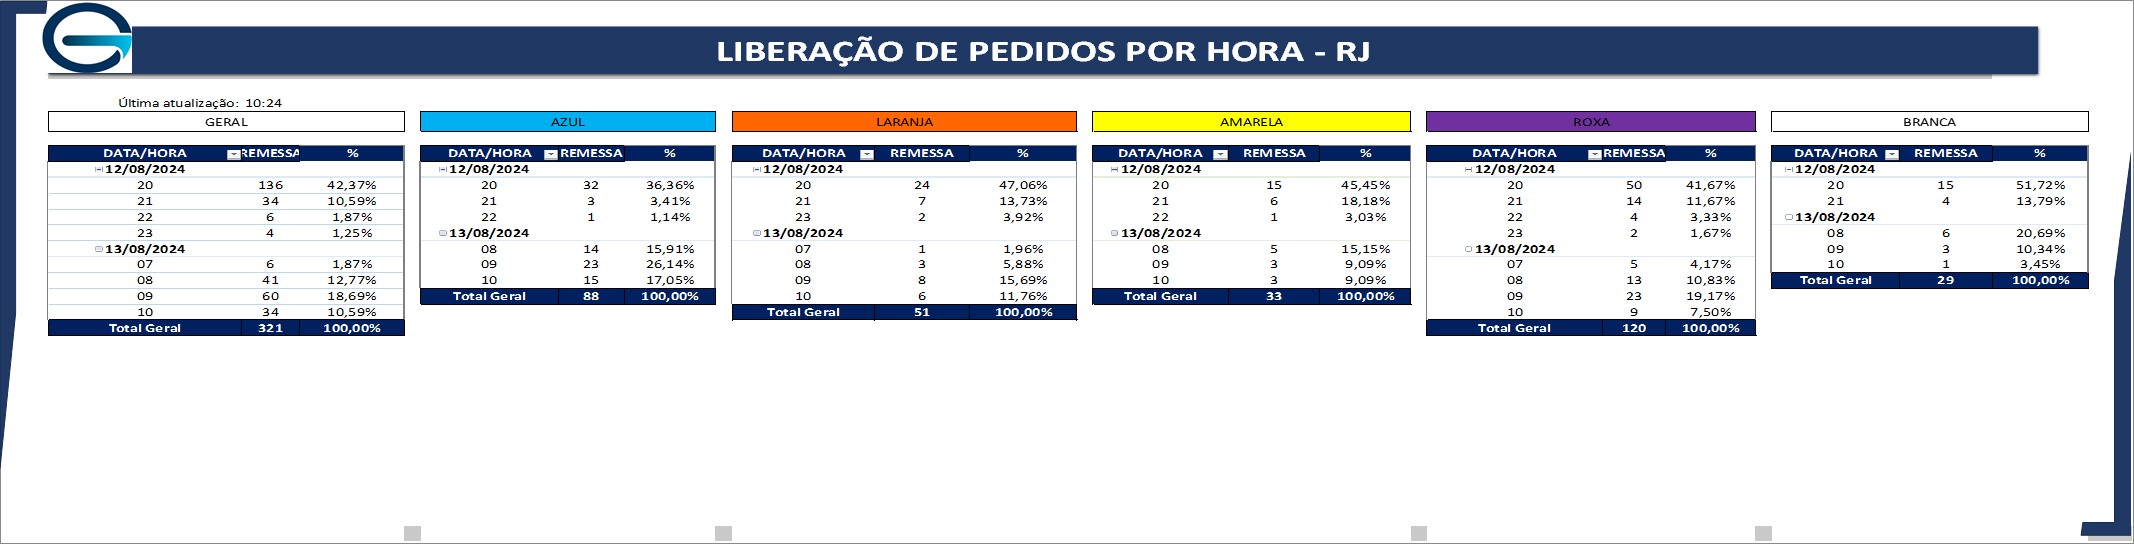 LIBERAÇÃO DE PEDIDOS POR HORA - RJ
Última atualização: 10:24
GERAL
DATA/HORA REMESSA %
12/08/2024
20 136 42,37%
21 34 10,59%
22 6 1,87%
23 4 1,25%
13/08/2024
07 6 1,87%
08 41 12,77%
09 60 18,69%
10 34 10,59%
Total Geral 321 100,00%
AZUL
DATA/HORA REMESSA %
12/08/2024
20 32 36,36%
21 3 3,41%
22 1 1,14%
13/08/2024
08 14 15,91%
09 23 26,14%
10 15 17,05%
Total Geral 88 100,00%
LARANJA
DATA/HORA REMESSA %
12/08/2024
20 24 47,06%
21 7 13,73%
23 2 3,92%
13/08/2024
07 1 1,96%
08 3 5,88%
09 8 15,69%
10 6 11,76%
Total Geral 51 100,00%
AMARELA
DATA/HORA REMESSA %
12/08/2024
20 15 45,45%
21 6 18,18%
22 1 3,03%
13/08/2024
08 5 15,15%
09 3 9,09%
10 3 9,09%
Total Geral 33 100,00%
ROXA
DATA/HORA REMESSA %
12/08/2024
20 50 41,67%
21 14 11,67%
22 4 3,33%
23 2 1,67%
13/08/2024
07 5 4,17%
08 13 10,83%
09 23 19,17%
10 9 7,50%
Total Geral 120 100,00%
BRANCA
DATA/HORA REMESSA %
12/08/2024
20 15 51,72%
21 4 13,79%
13/08/2024
08 6 20,69%
09 3 10,34%
10 1 3,45%
Total Geral 29 100,00%